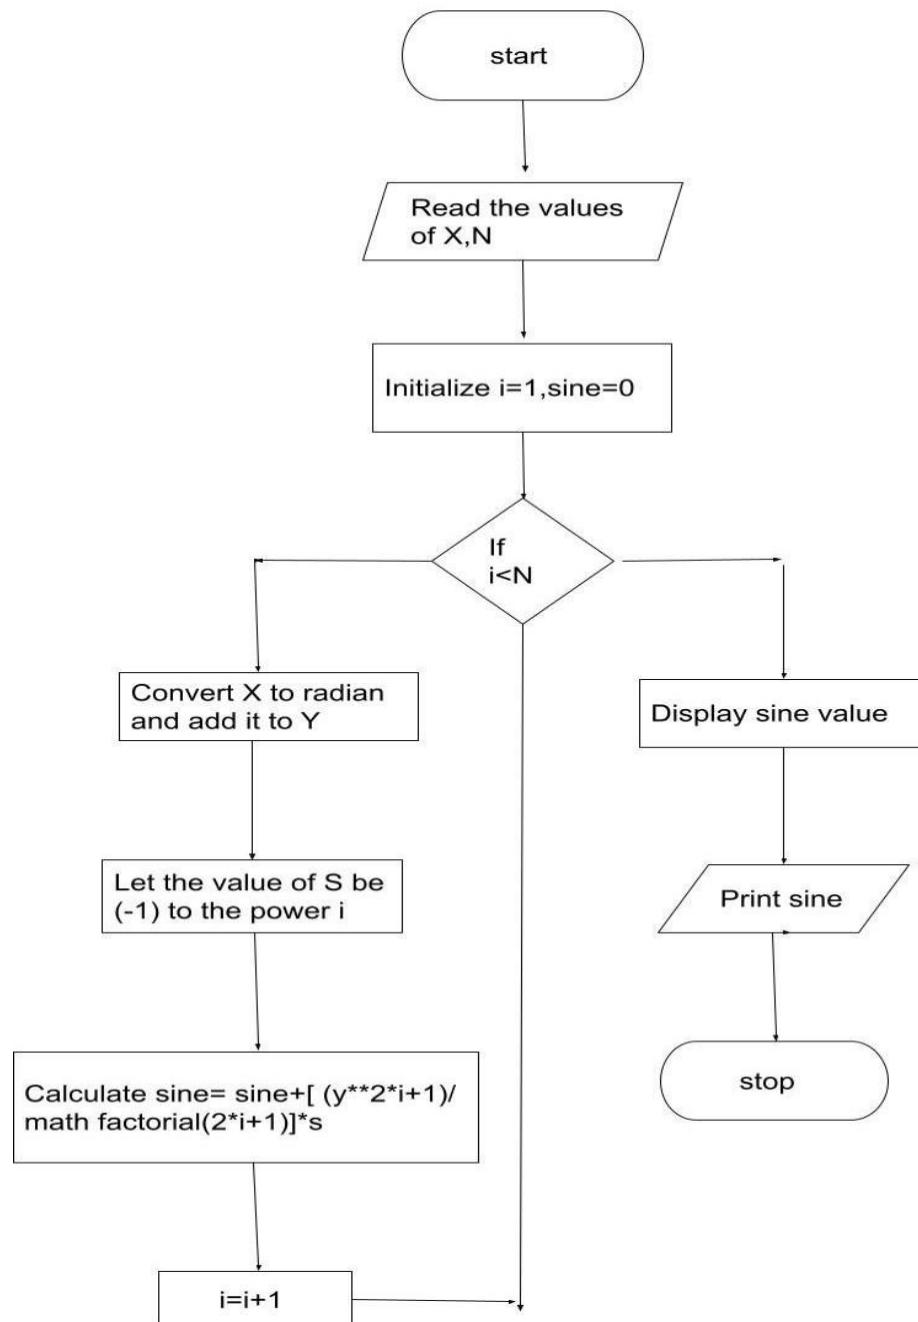 start
Read the values
of X,N
Initialize i=1,sine=0
If
i<N
Convert X to radian
and add it to Y
Let the value of S be
(-1) to the power i
Calculate sine= sine+[ (y**2*i+1)/
math factorial(2*i+1)]*s
i=i+1
Display sine value
Print sine
stop